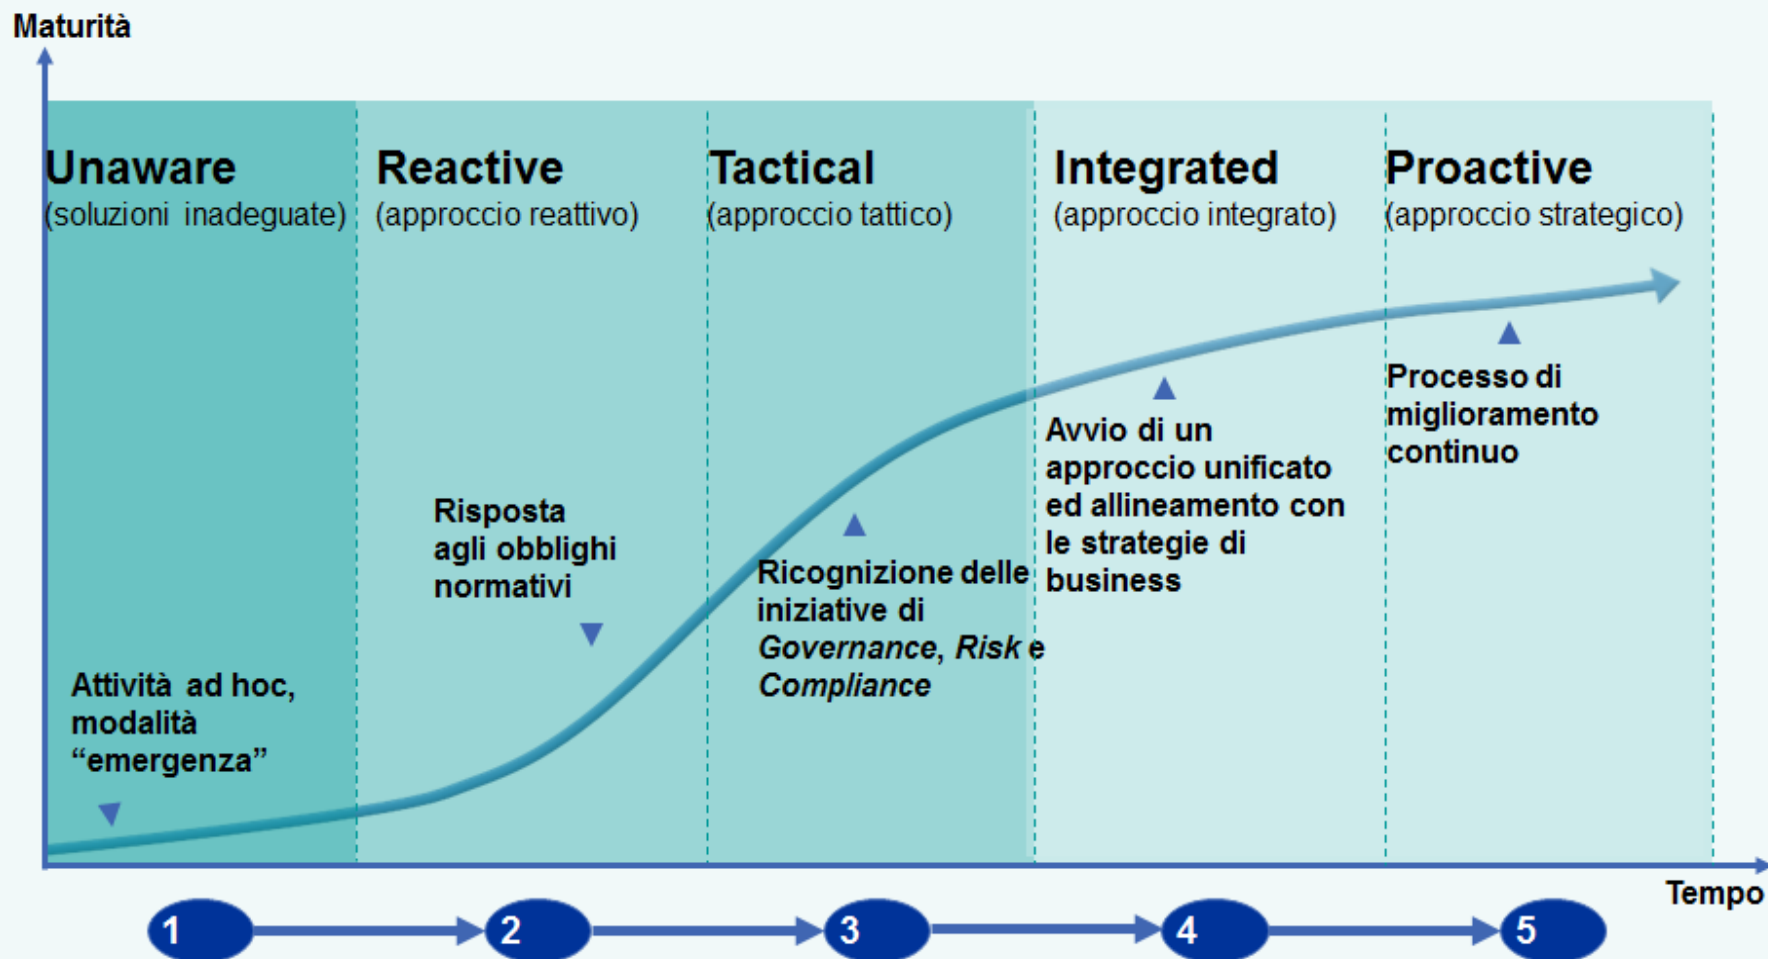 Maturità
Unaware
(soluzioni inadeguate)
Reactive
(approccio reattivo)
Tactical
(approccio tattico)
Integrated
(approccio integrato)
Proactive
(approccio strategico)
Attività ad hoc,
modalità
“emergenza”
Risposta
agli obblighi
normativi
Ricognizione delle
iniziative di
Governance, Risk e
Compliance
Avvio di un
approccio unificato
ed allineamento con
le strategie di
business
Processo di
miglioramento
continuo
Tempo
1
2
3
4
5